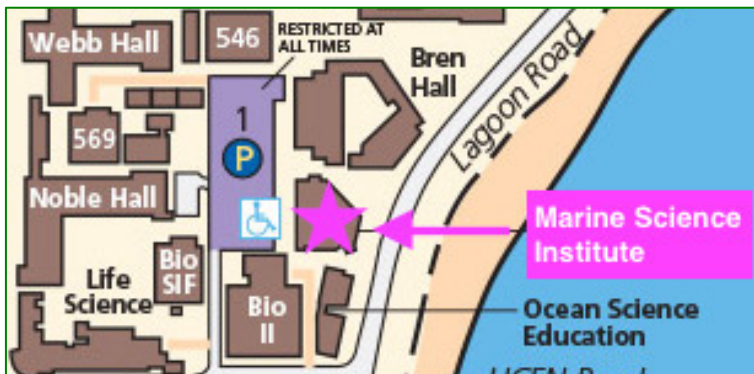 Webb Hall
546
RESTRICTED AT
ALL TIMES
Bren
Hall
Lagoon Road
1
P
569
Noble Hall
Marine Science
Institute
Bio
SIF
Life
Science
Bio
II
Ocean Science
Education